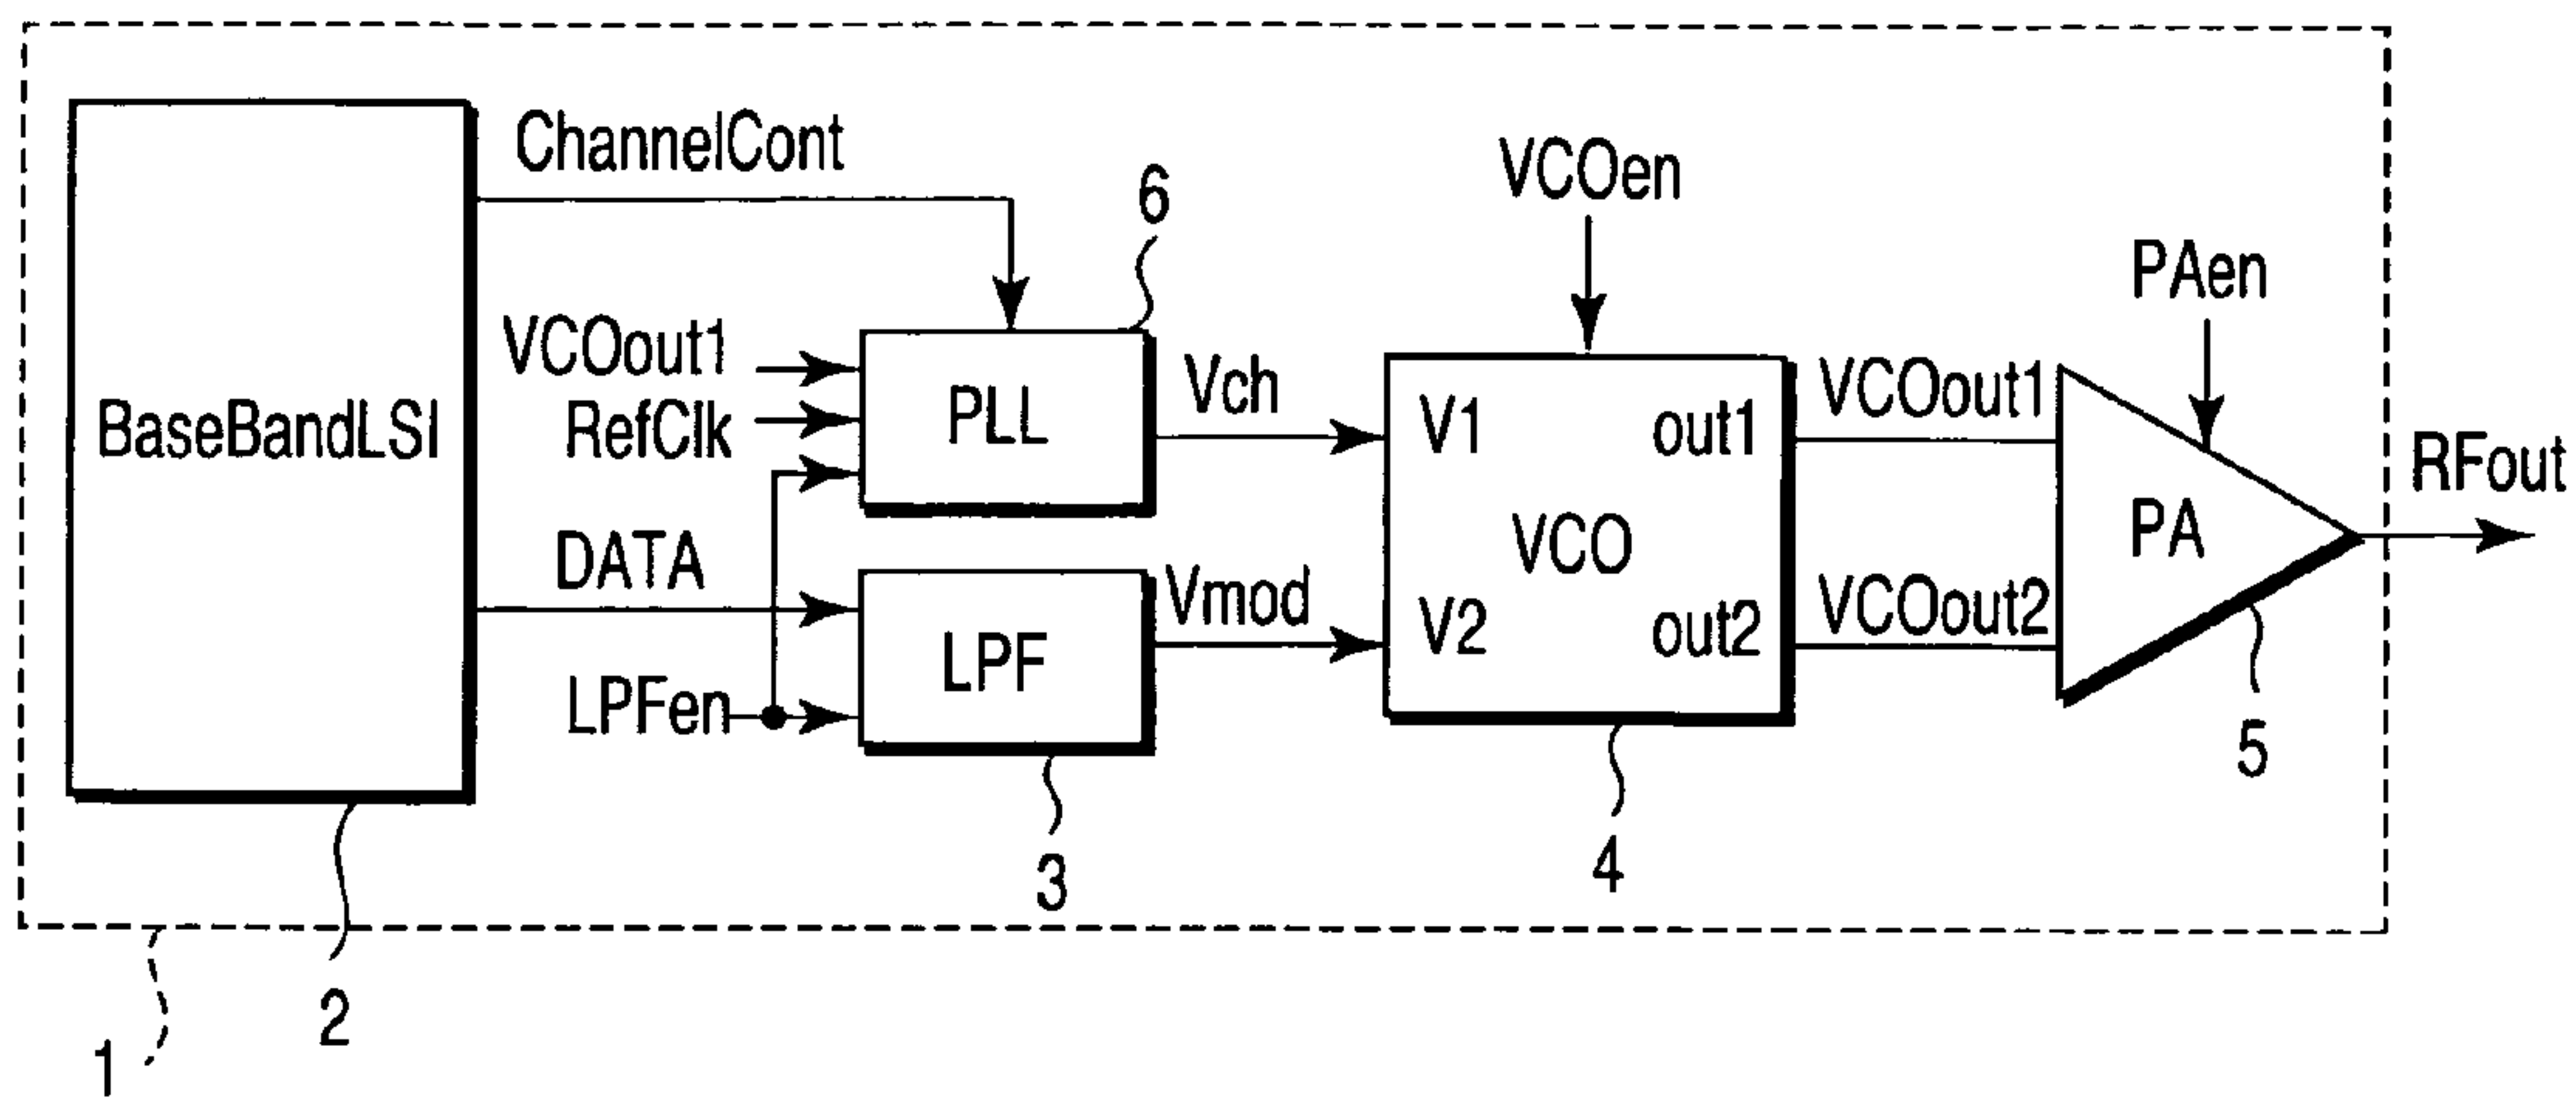 ChannelCont
6
VCOen
PAen
VCOout1
RefClk
BaseBandLSI
PLL
Vch
V1
out1
VCOout1
RFout
DATA
LPFen
LPF
Vmod
VCO
V2
out2
VCOout2
PA
5
3
4
2
1